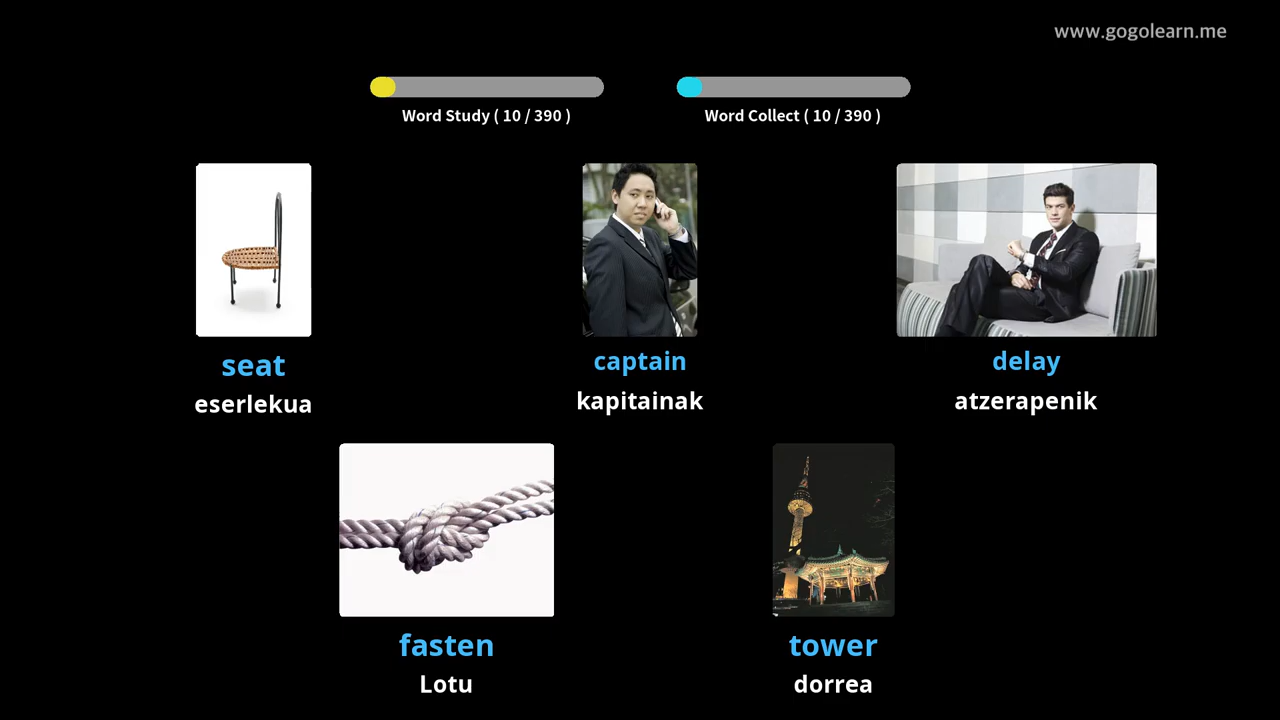 www.gogolearn.me
Word Study ( 10 / 390 )
Word Collect ( 10 / 390 )
seat
eserlekua
captain
kapitainak
delay
atzerapenik
fasten
Lotu
tower
dorrea